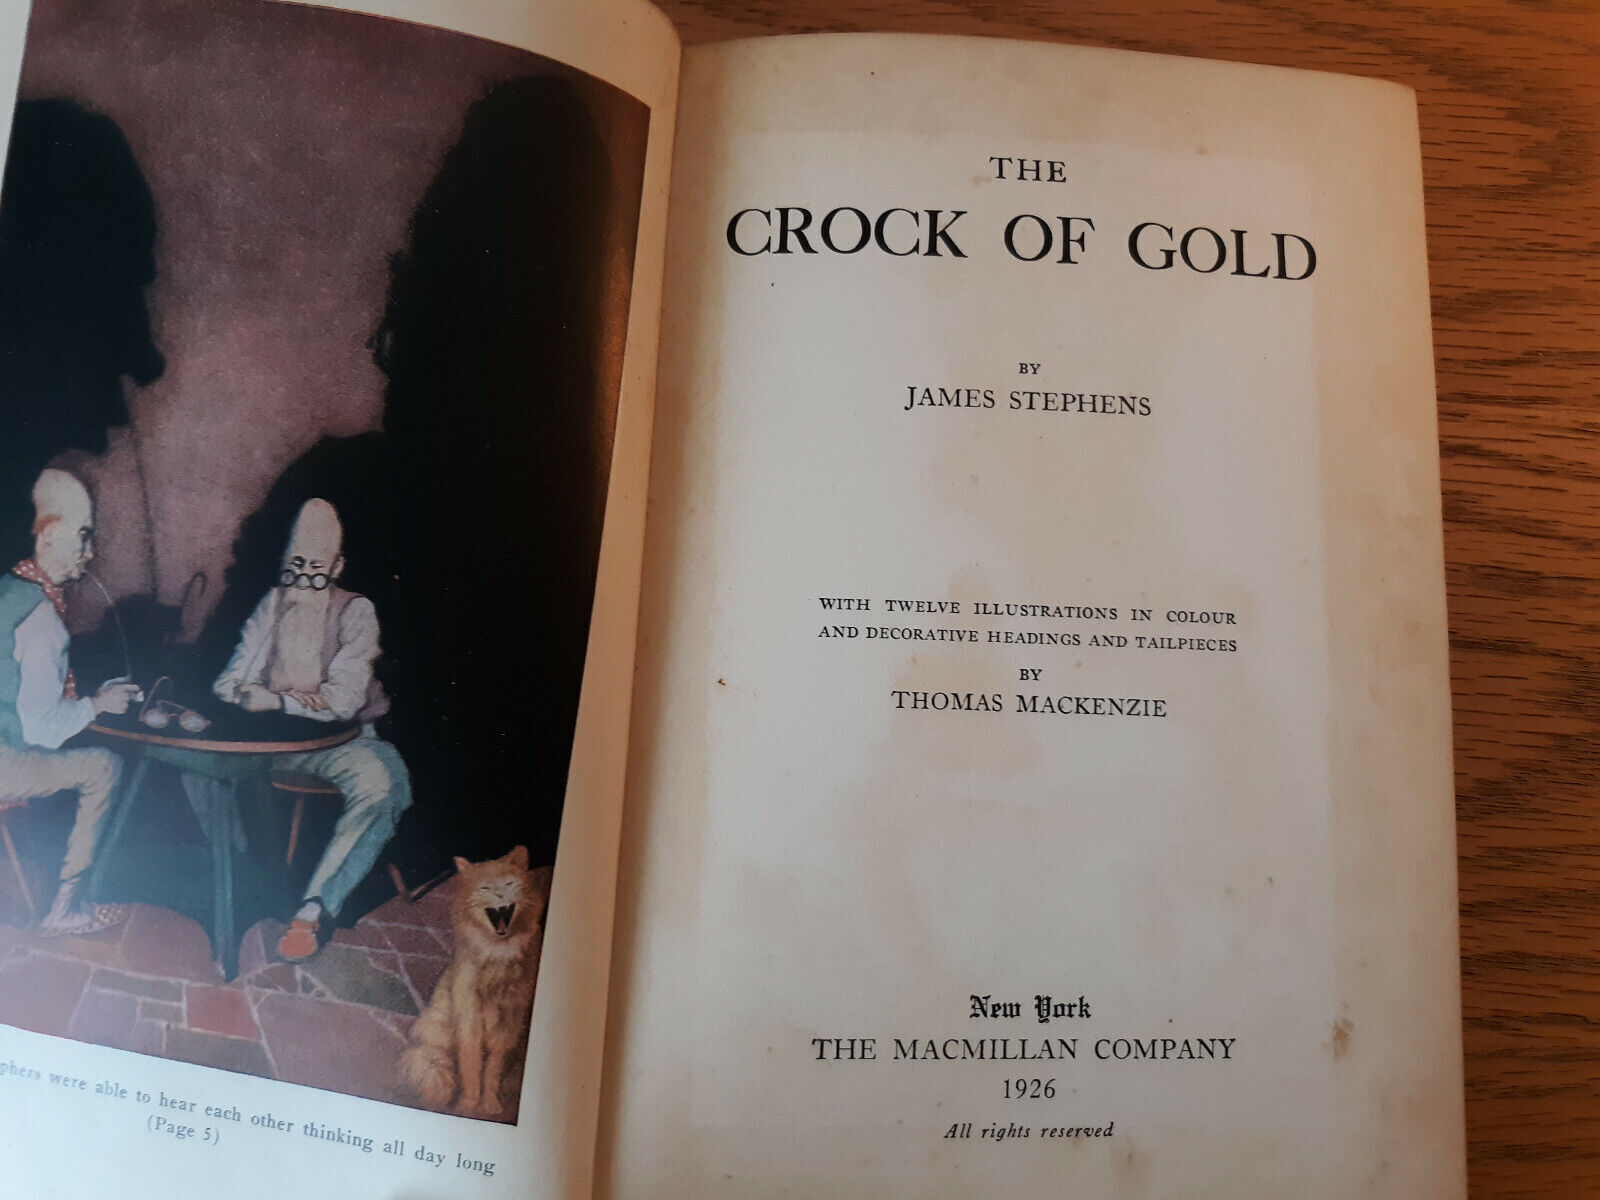 were able to hear each other thinking all day long
(Page 5)
THE
CROCK OF GOLD
BY
JAMES STEPHENS
WITH TWELVE ILLUSTRATIONS IN COLOUR
AND DECORATIVE HEADINGS AND TAILPIECES
BY
THOMAS MACKENZIE
New York
THE MACMILLAN COMPANY
1926
All rights reserved